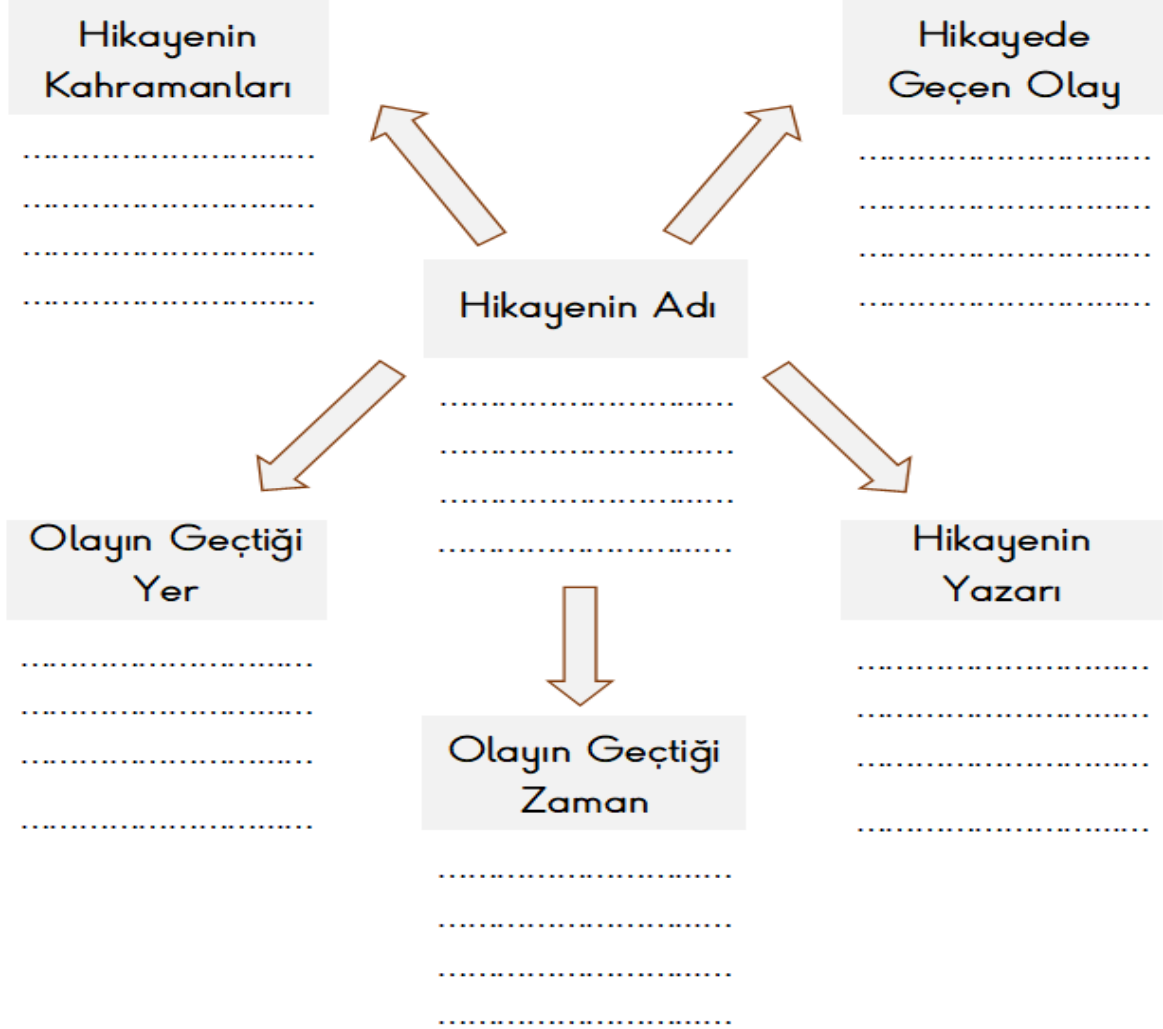 Hikayenin
Kahramanları
……………………………
……………………………
……………………………
……………………………
Hikayede
Geçen Olay
……………………………
……………………………
……………………………
……………………………
Hikayenin Adı
……………………………
……………………………
……………………………
……………………………
Olayın Geçtiği
Yer
……………………………
……………………………
……………………………
……………………………
Hikayenin
Yazarı
……………………………
……………………………
……………………………
……………………………
Olayın Geçtiği
Zaman
……………………………
……………………………
……………………………
……………………………